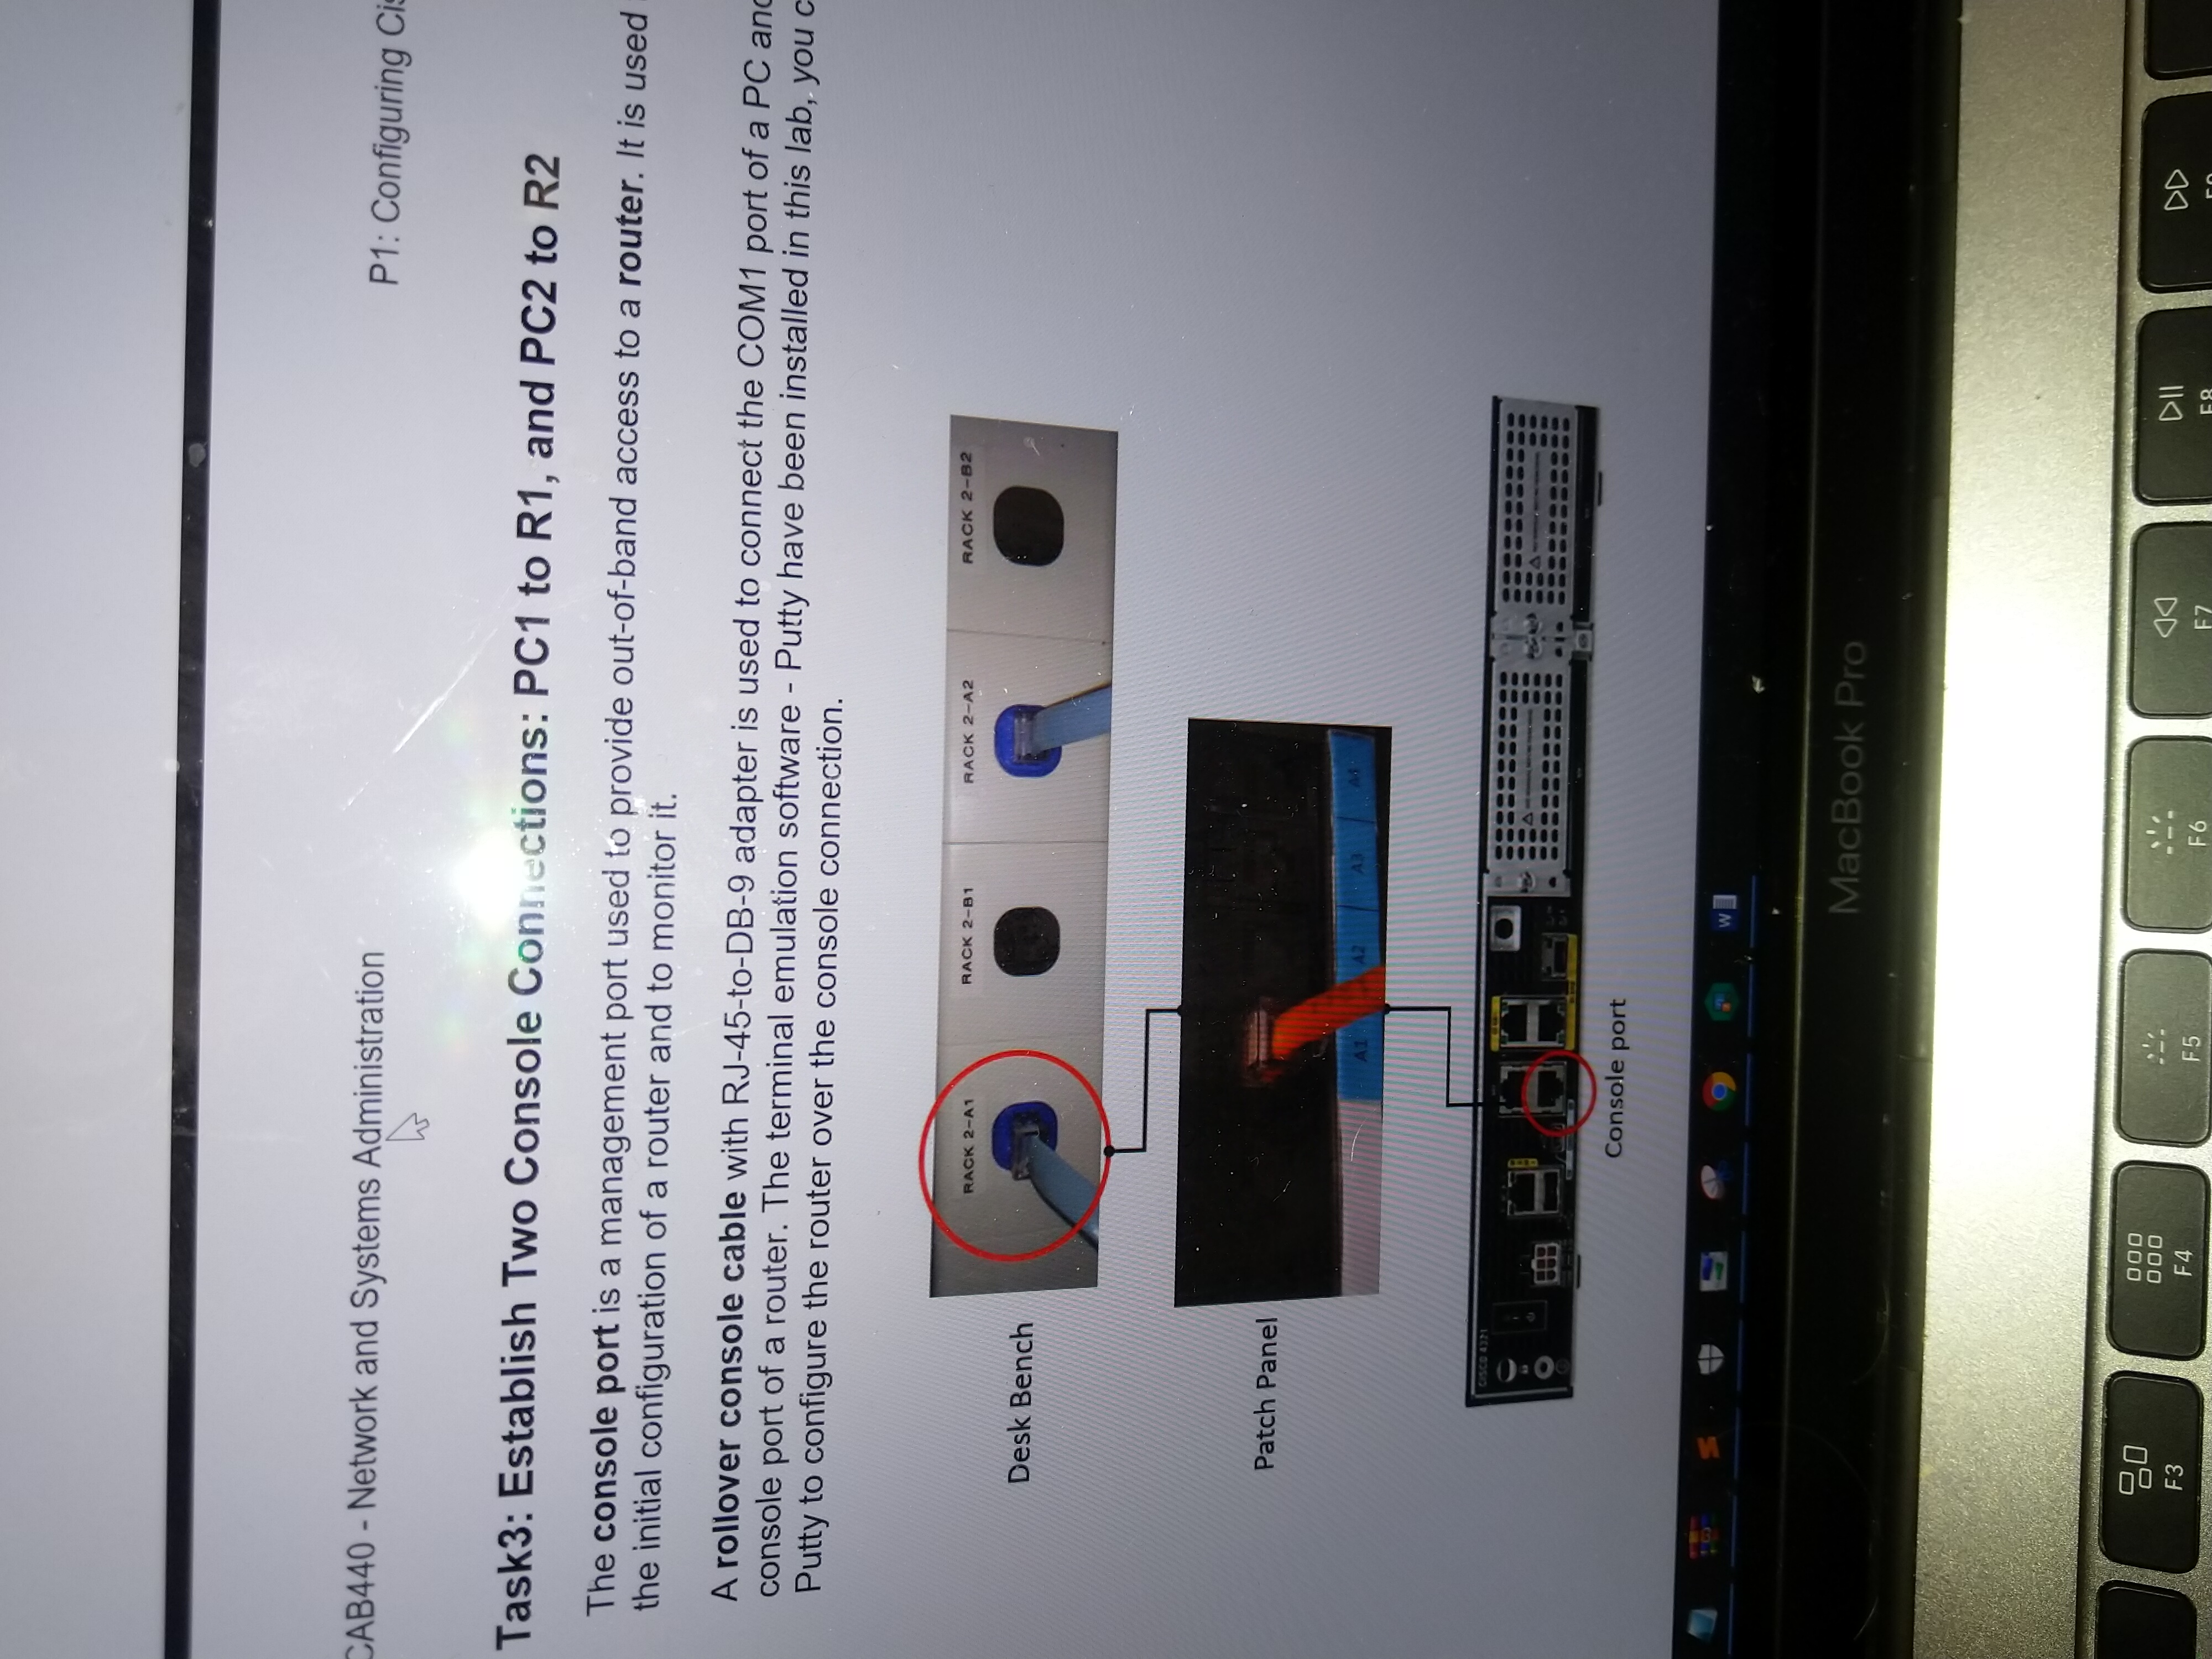 CAB440 - Network and Systems Administration
P1: Configuring Cis
Task3: Establish Two Console Connections: PC1 to R1, and PC2 to R2
The console port is a management port used to provide out-of-band access to a router. It is used
the initial configuration of a router and to monitor it.
A rollover console cable with RJ-45-to-DB-9 adapter is used to connect the COM1 port of a PC and
console port of a router. The terminal emulation software - Putty have been installed in this lab, you c
Putty to configure the router over the console connection.
RACK 2-A1
RACK 2-B1
RACK 2-A2
RACK 2-B2
Desk Bench
Patch Panel
A1
A2
A3
A4
CISCO 4321
Console port
W
MacBook Pro
F3
F4
F5
F6
F7
F8